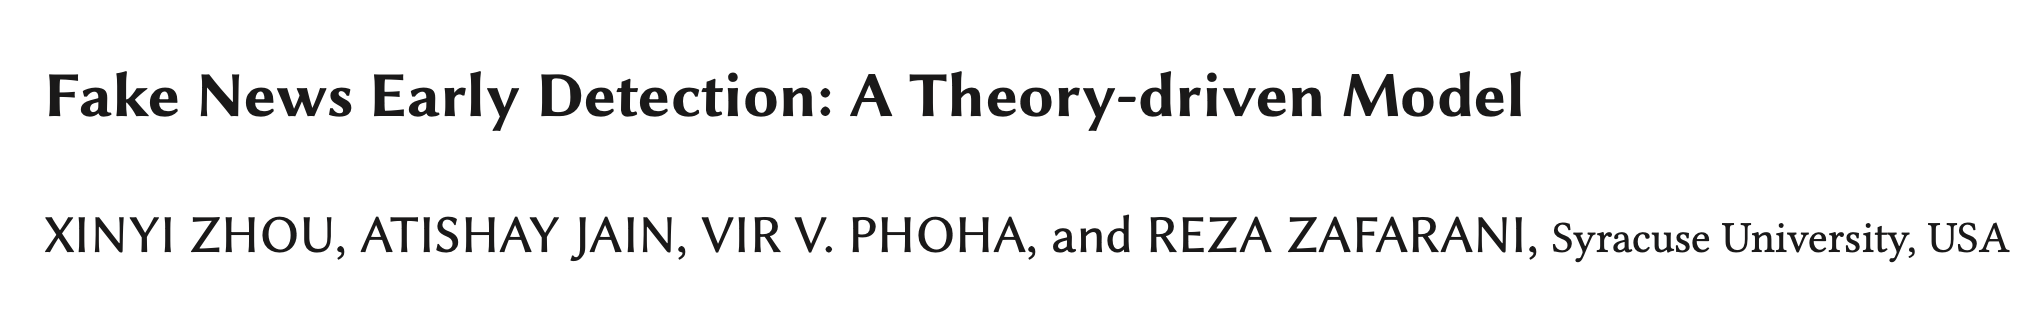 Fake News Early Detection: A Theory-driven Model
XINYI ZHOU, ATISHAY JAIN, VIR V. PHOHA, and REZA ZAFARANI, Syracuse University, USA